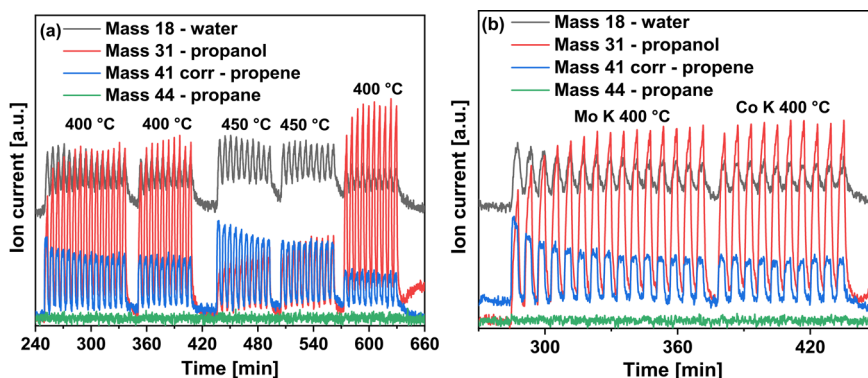 (a)
Mass 18 - water
Mass 31 - propanol
Mass 41 corr - propene
Mass 44 - propane
400 °C
400 °C
400 °C
450 °C
450 °C
Ion current [a.u.]
240 300 360 420 480 540 600 660
Time [min]
(b)
Mass 18 - water
Mass 31 - propanol
Mass 41 corr - propene
Mass 44 - propane
Mo K 400 °C
Co K 400 °C
Ion current [a.u.]
300 360 420
Time [min]